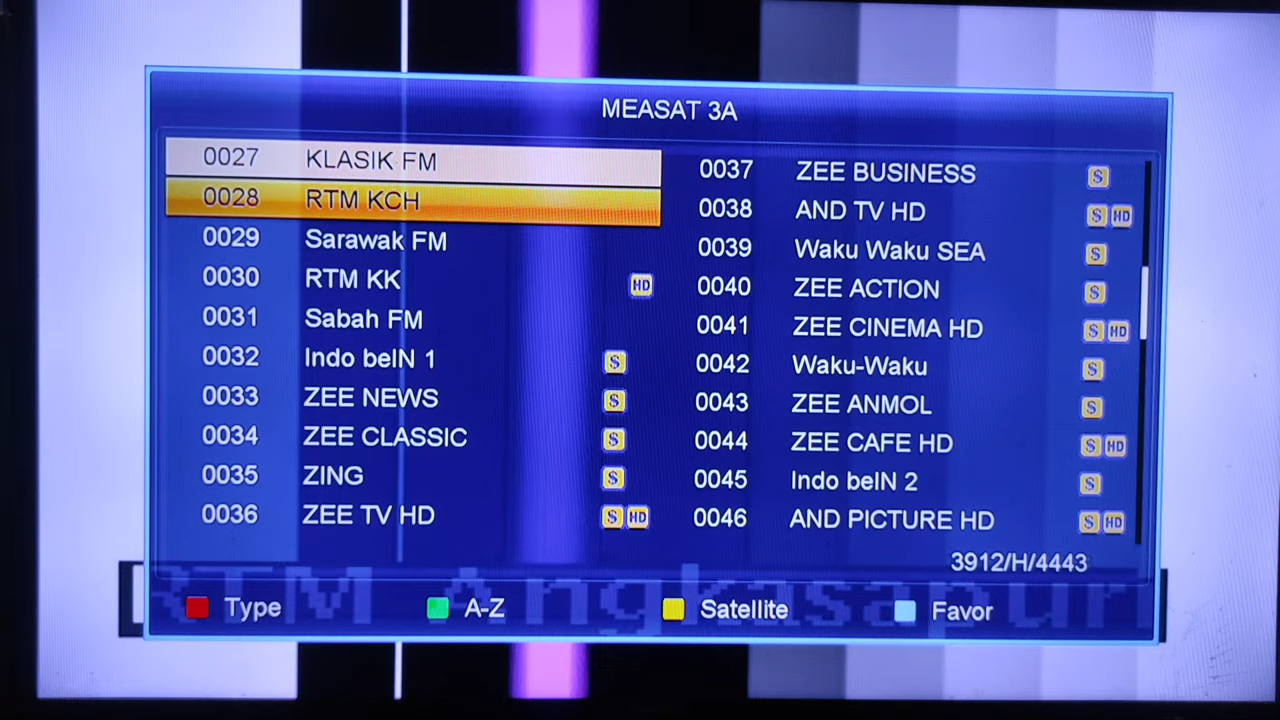 MEASAT 3A
0027 KLASIK FM
0028 RTM KCH
0029 Sarawak FM
0030 RTM KK HD
0031 Sabah FM
0032 Indo beIN 1 S
0033 ZEE NEWS S
0034 ZEE CLASSIC S
0035 ZING S
0036 ZEE TV HD S HD
0037 ZEE BUSINESS S
0038 AND TV HD S HD
0039 Waku Waku SEA S
0040 ZEE ACTION S
0041 ZEE CINEMA HD S HD
0042 Waku-Waku S
0043 ZEE ANMOL S
0044 ZEE CAFE HD S HD
0045 Indo beIN 2 S
0046 AND PICTURE HD S HD
3912/H/4443
RTM Angkasapuri
Type A-Z Satellite Favor